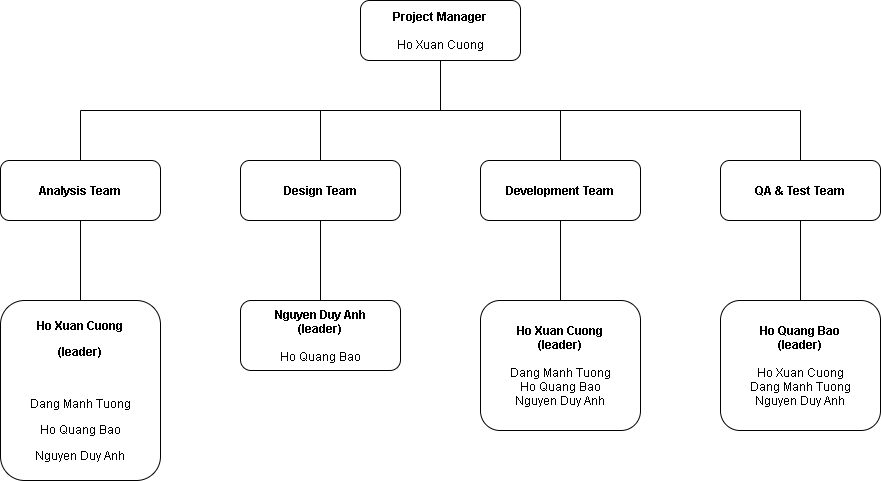 Project Manager
Ho Xuan Cuong
Analysis Team
Design Team
Development Team
QA & Test Team
Ho Xuan Cuong
(leader)
Dang Manh Tuong
Ho Quang Bao
Nguyen Duy Anh
Nguyen Duy Anh
(leader)
Ho Quang Bao
Ho Xuan Cuong
(leader)
Dang Manh Tuong
Ho Quang Bao
Nguyen Duy Anh
Ho Quang Bao
(leader)
Ho Xuan Cuong
Dang Manh Tuong
Nguyen Duy Anh